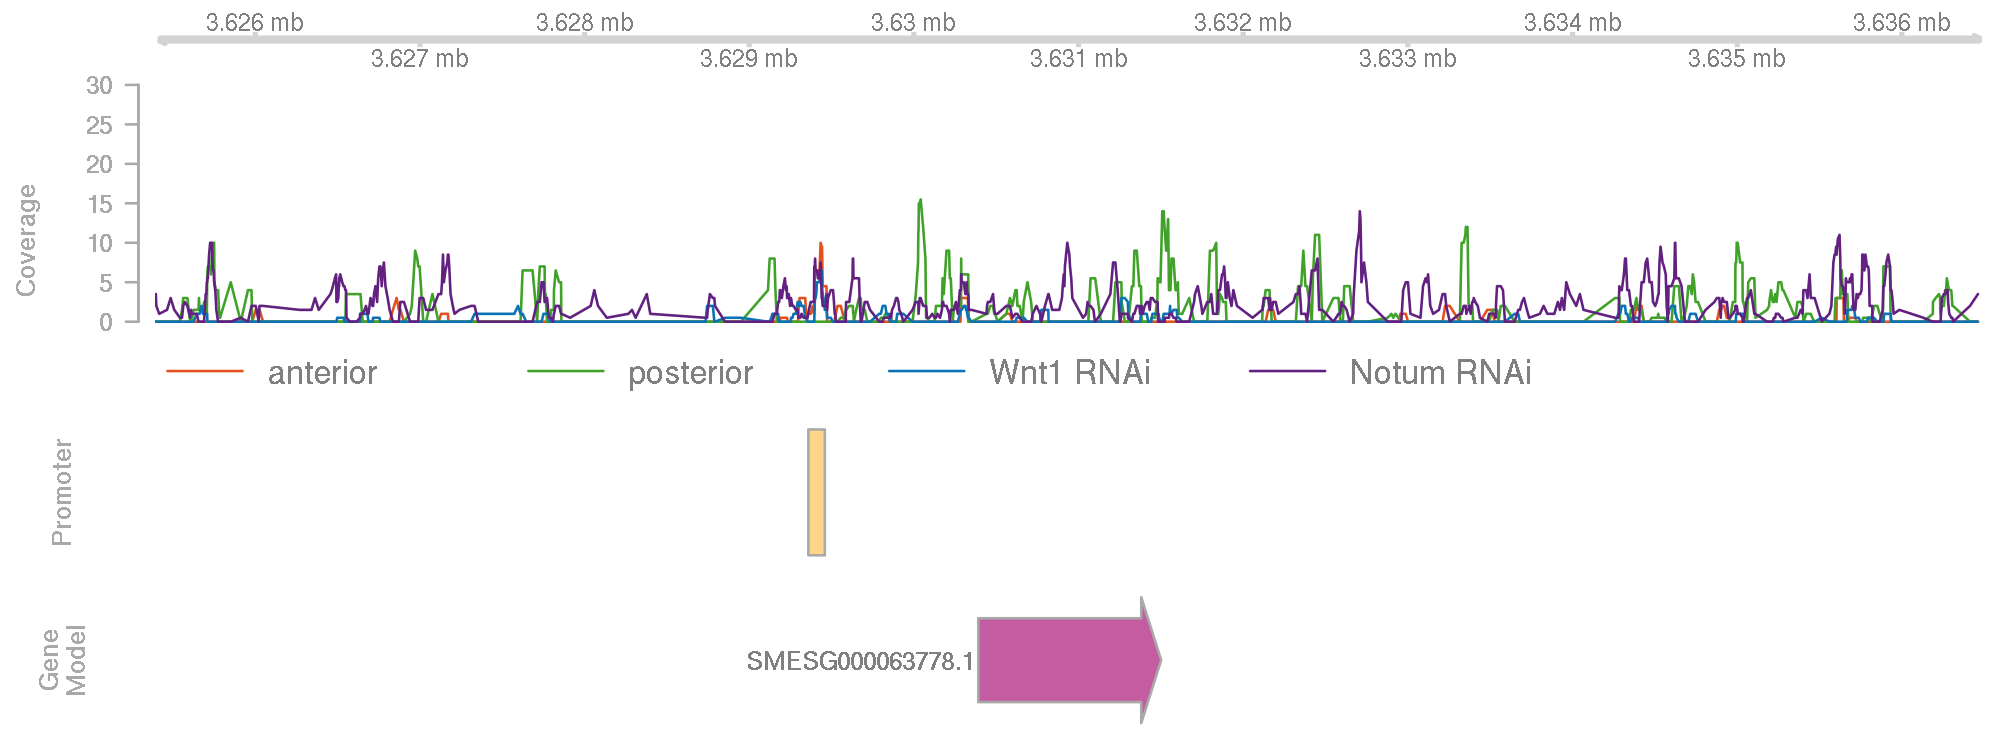 3.626 mb 3.628 mb 3.63 mb 3.632 mb 3.634 mb 3.636 mb
3.627 mb 3.629 mb 3.631 mb 3.633 mb 3.635 mb
Coverage
30
25
20
15
10
5
0
anterior posterior Wnt1 RNAi Notum RNAi
Promoter
Gene
Model
SMESG000063778.1